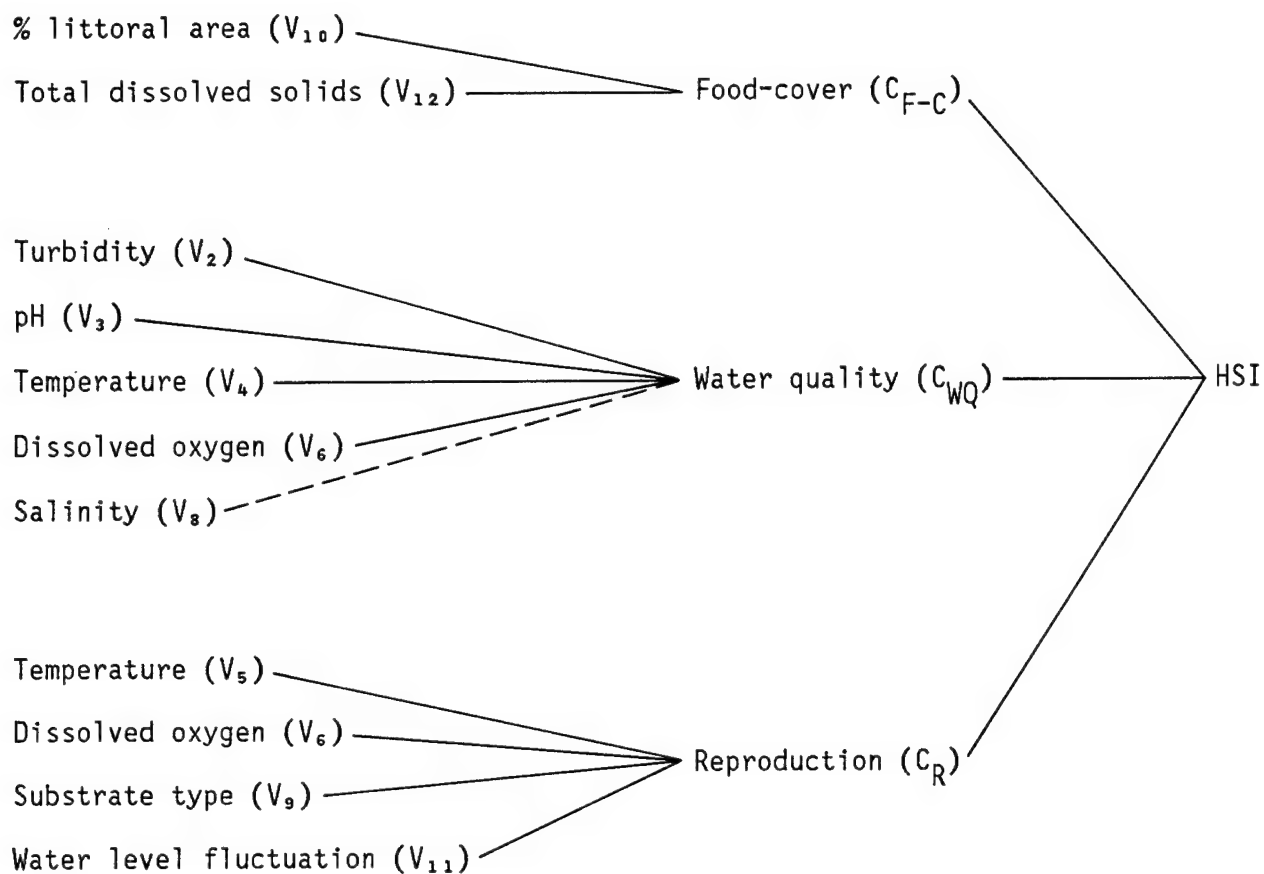 % littoral area (V₁₀)
Total dissolved solids (V₁₂)
Food-cover (C_F-C)
Turbidity (V₂)
pH (V₃)
Temperature (V₄)
Water quality (C_WQ)
HSI
Dissolved oxygen (V₆)
Salinity (V₈)
Temperature (V₅)
Dissolved oxygen (V₆)
Reproduction (C_R)
Substrate type (V₉)
Water level fluctuation (V₁₁)